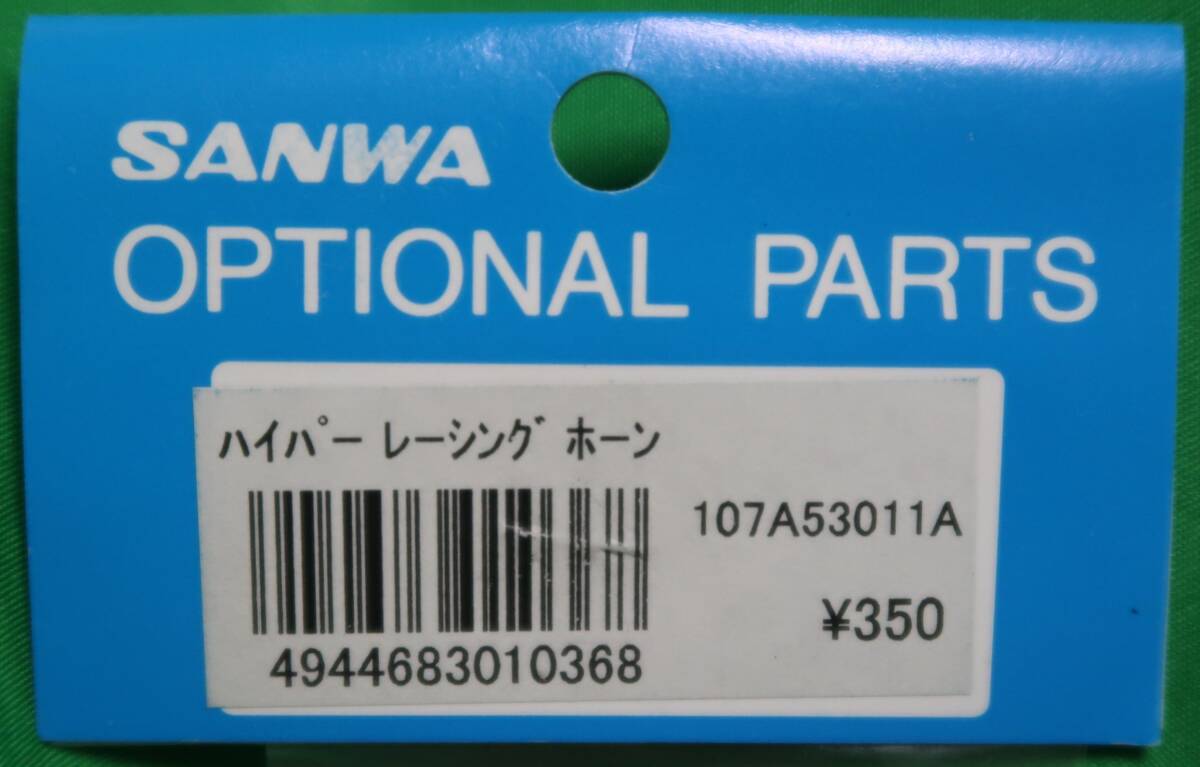 SANWA
OPTIONAL PARTS
ﾊｲﾊﾟｰ ﾚｰｼﾝｸﾞ ﾎｰﾝ
107A53011A
¥350
4944683010368